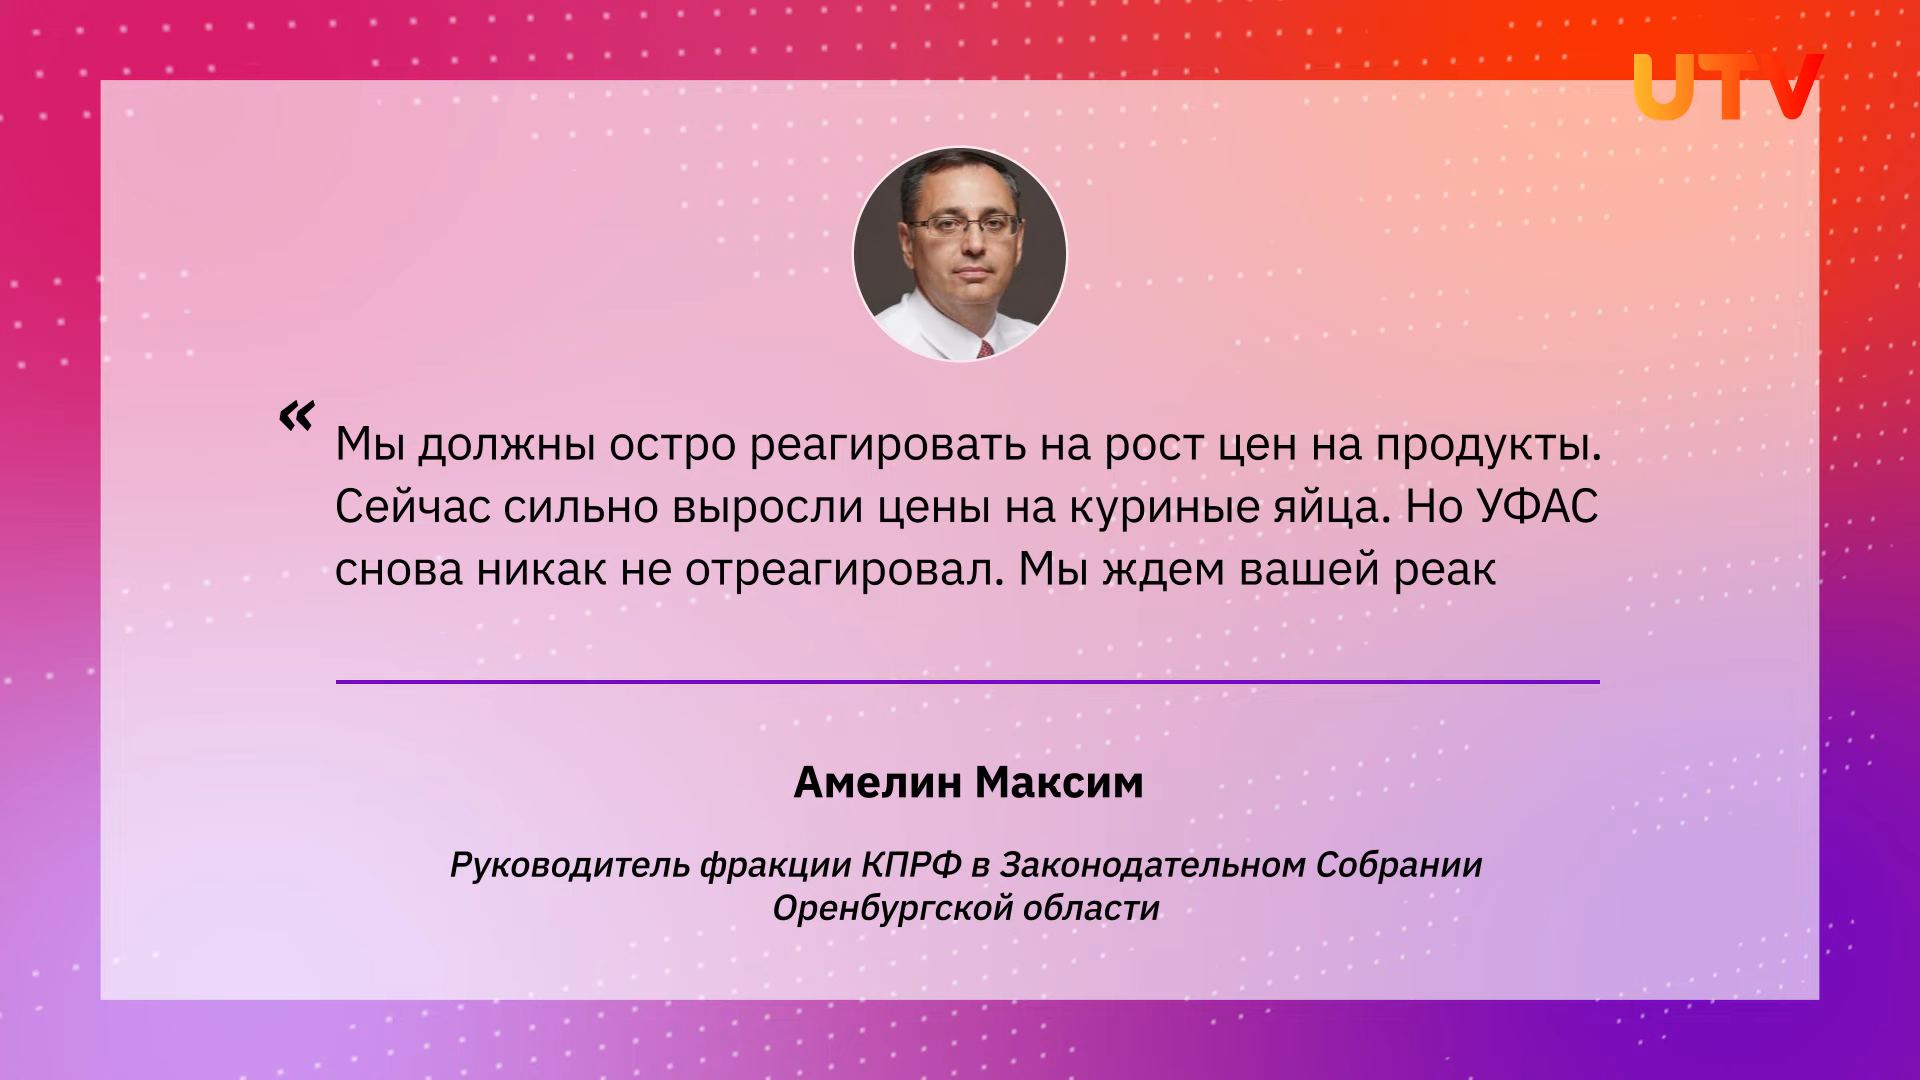 UTV
«
Мы должны остро реагировать на рост цен на продукты.
Сейчас сильно выросли цены на куриные яйца. Но УФАС
снова никак не отреагировал. Мы ждем вашей реак
Амелин Максим
Руководитель фракции КПРФ в Законодательном Собрании
Оренбургской области